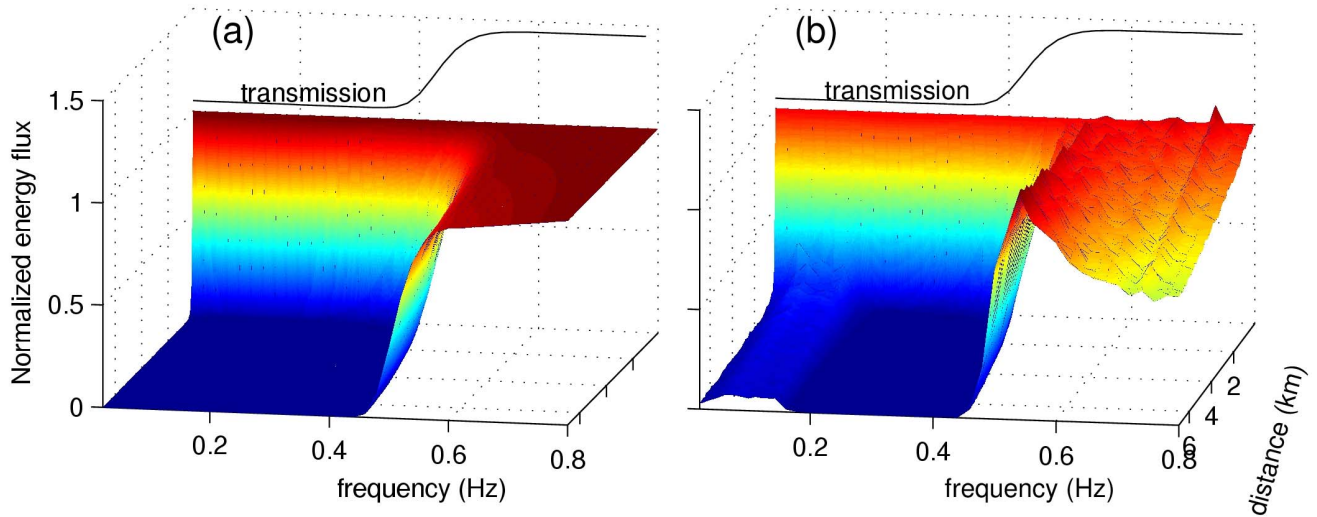 (a)
(b)
transmission
transmission
Normalized energy flux
1.5
1
0.5
0
0.2
0.4
0.6
0.8
frequency (Hz)
0.2
0.4
0.6
0.8
frequency (Hz)
2
4
6
distance (km)